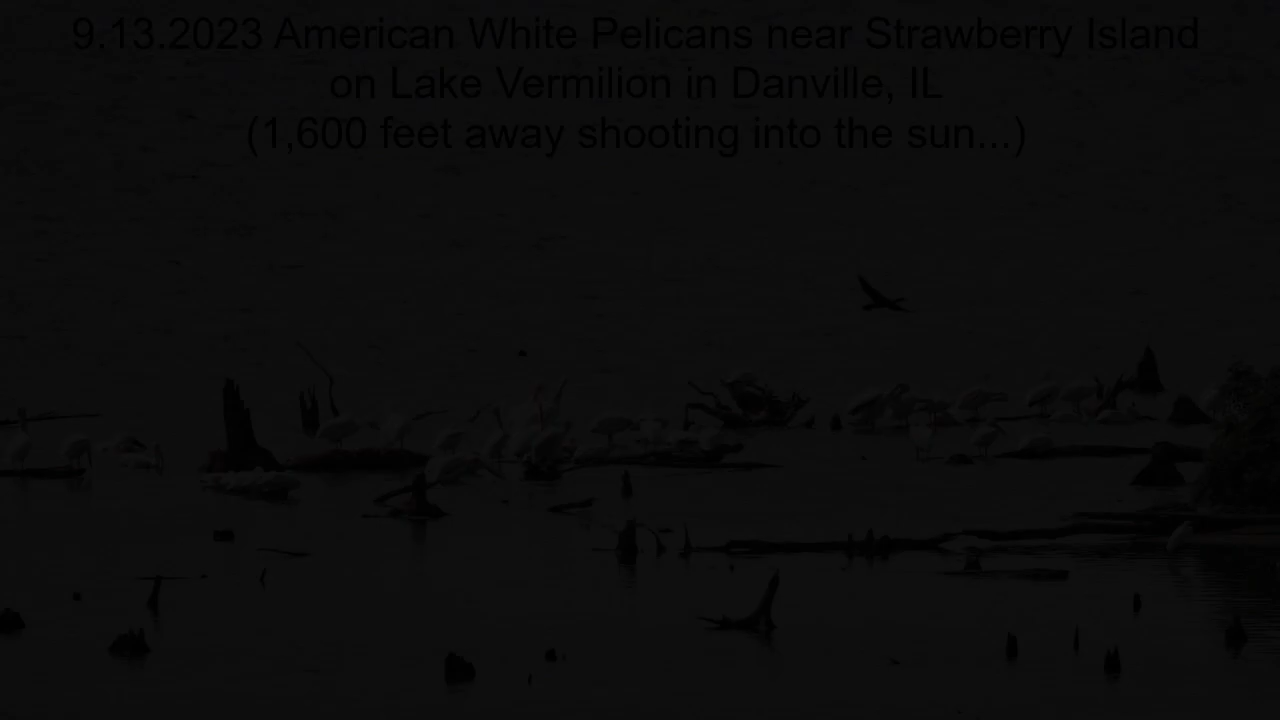 9.13.2023 American White Pelicans near Strawberry Island
on Lake Vermilion in Danville, IL
(1,600 feet away shooting into the sun...)